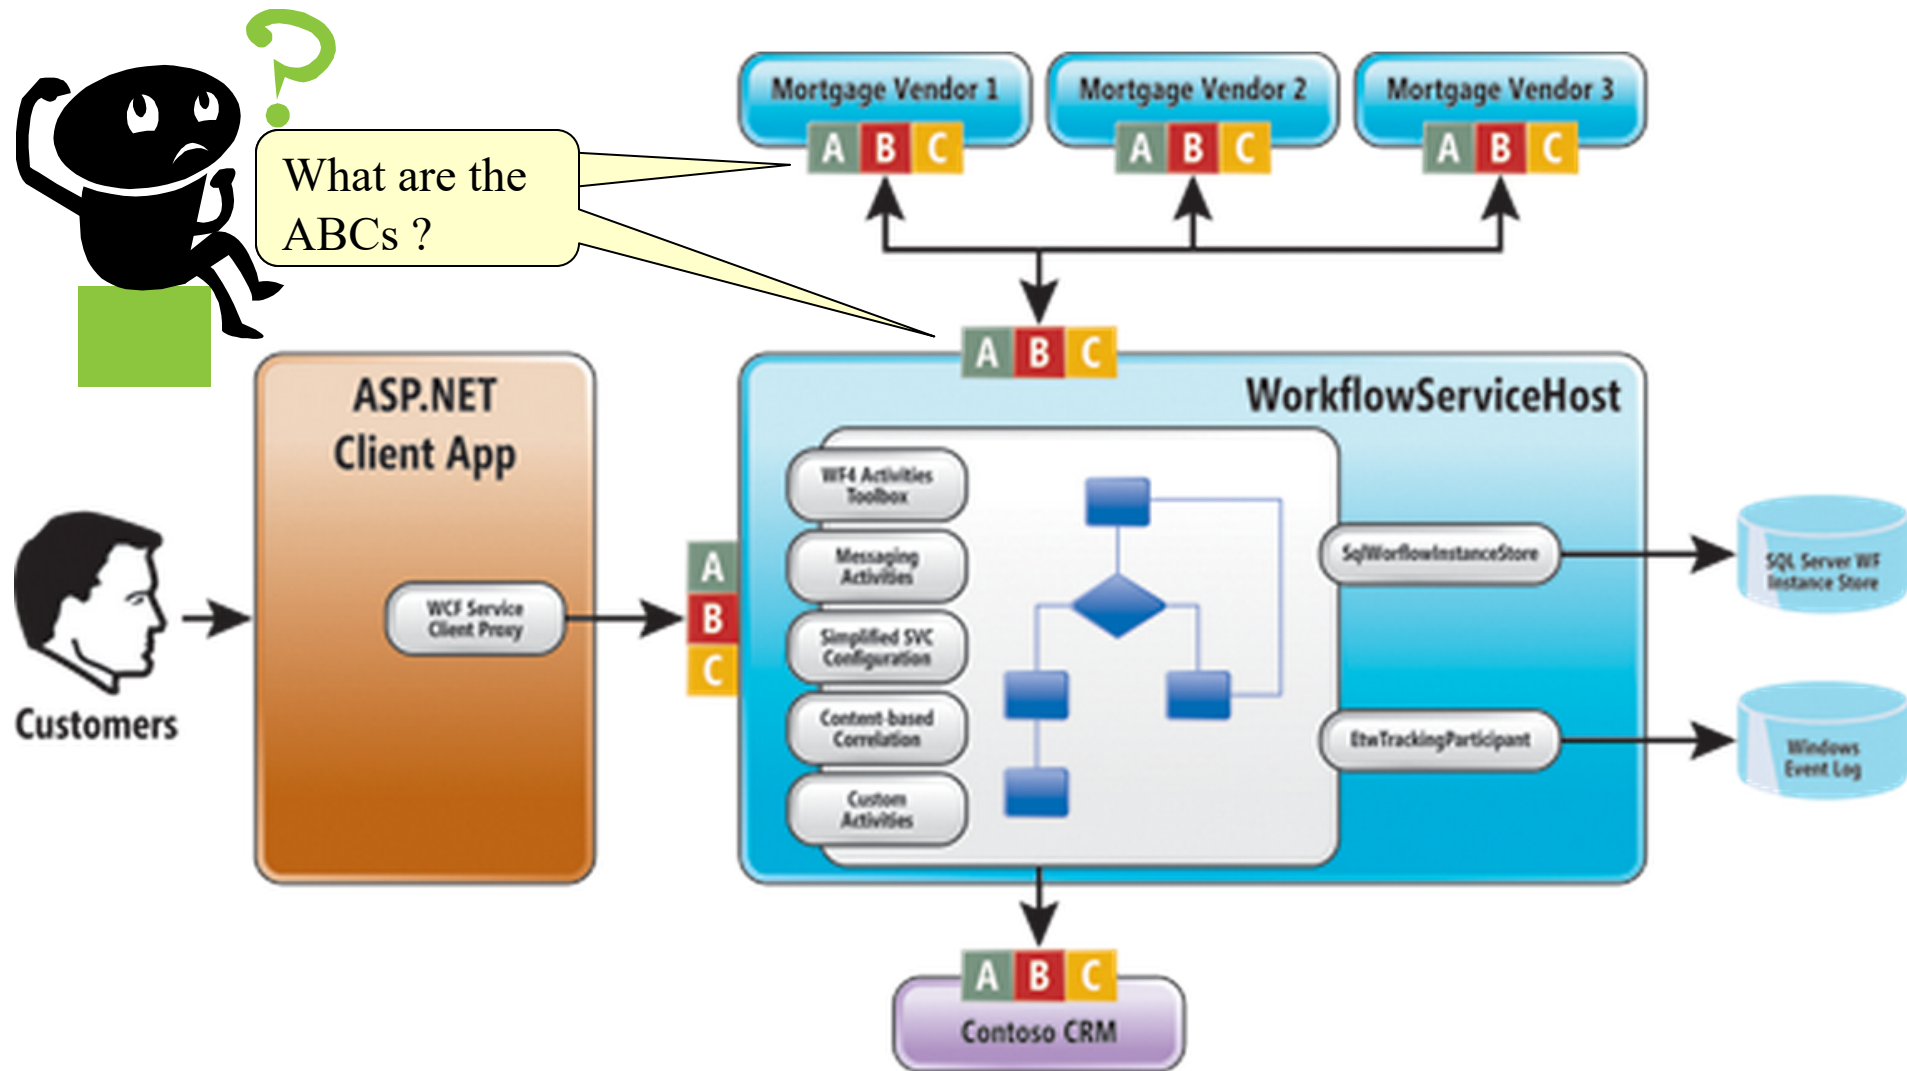 ?
What are the
ABCs ?
Mortgage Vendor 1
A B C
Mortgage Vendor 2
A B C
Mortgage Vendor 3
A B C
A B C
ASP.NET
Client App
WCF Service
Client Proxy
Customers
A
B
C
WorkflowServiceHost
WF4 Activities
Toolbox
Messaging
Activities
Simplified SVC
Configuration
Content-based
Correlation
Custom
Activities
SqlWorflowInstanceStore
EtwTrackingParticipant
SQL Server WF
Instance Store
Windows
Event Log
A B C
Contoso CRM